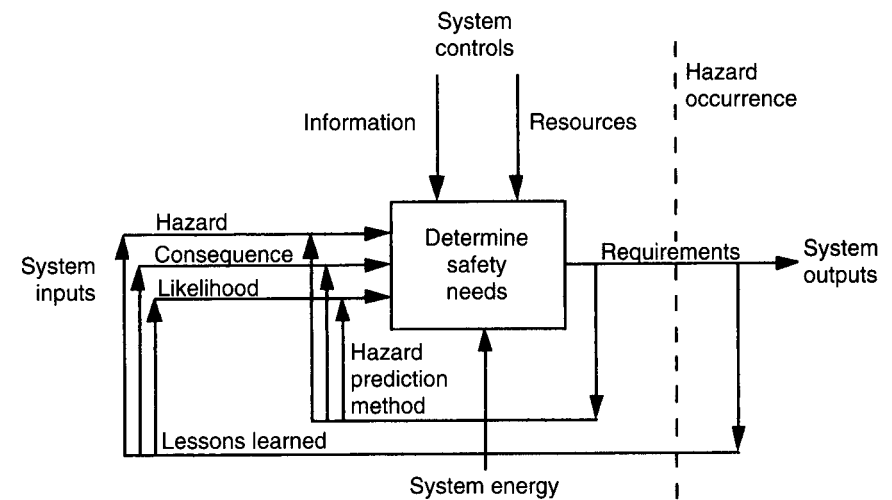 System
controls
Hazard
occurrence
Information
Resources
Hazard
Consequence
Likelihood
System
inputs
Determine
safety
needs
Requirements
System
outputs
Hazard
prediction
method
Lessons learned
System energy